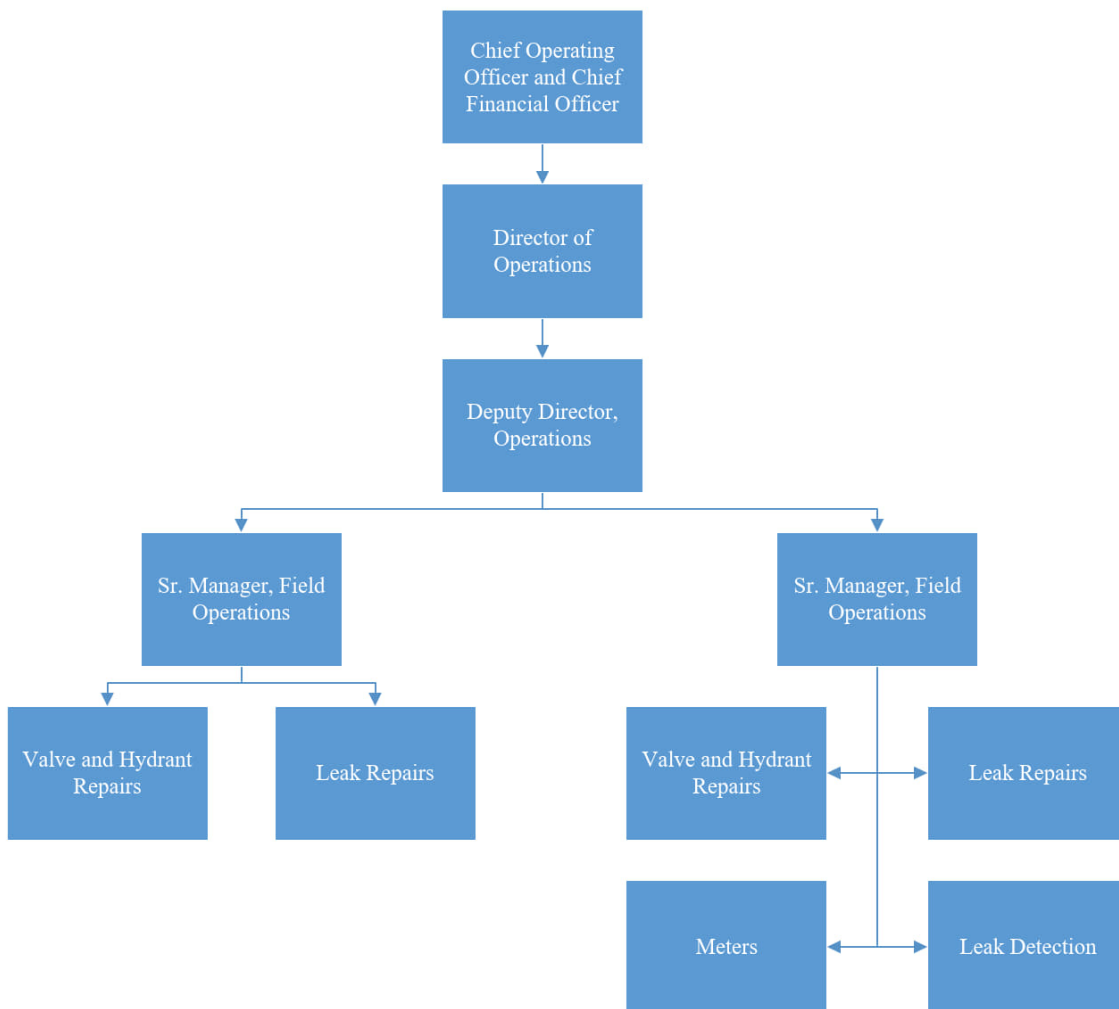 Chief Operating
Officer and Chief
Financial Officer
Director of
Operations
Deputy Director,
Operations
Sr. Manager, Field
Operations
Sr. Manager, Field
Operations
Valve and Hydrant
Repairs
Leak Repairs
Valve and Hydrant
Repairs
Leak Repairs
Meters
Leak Detection